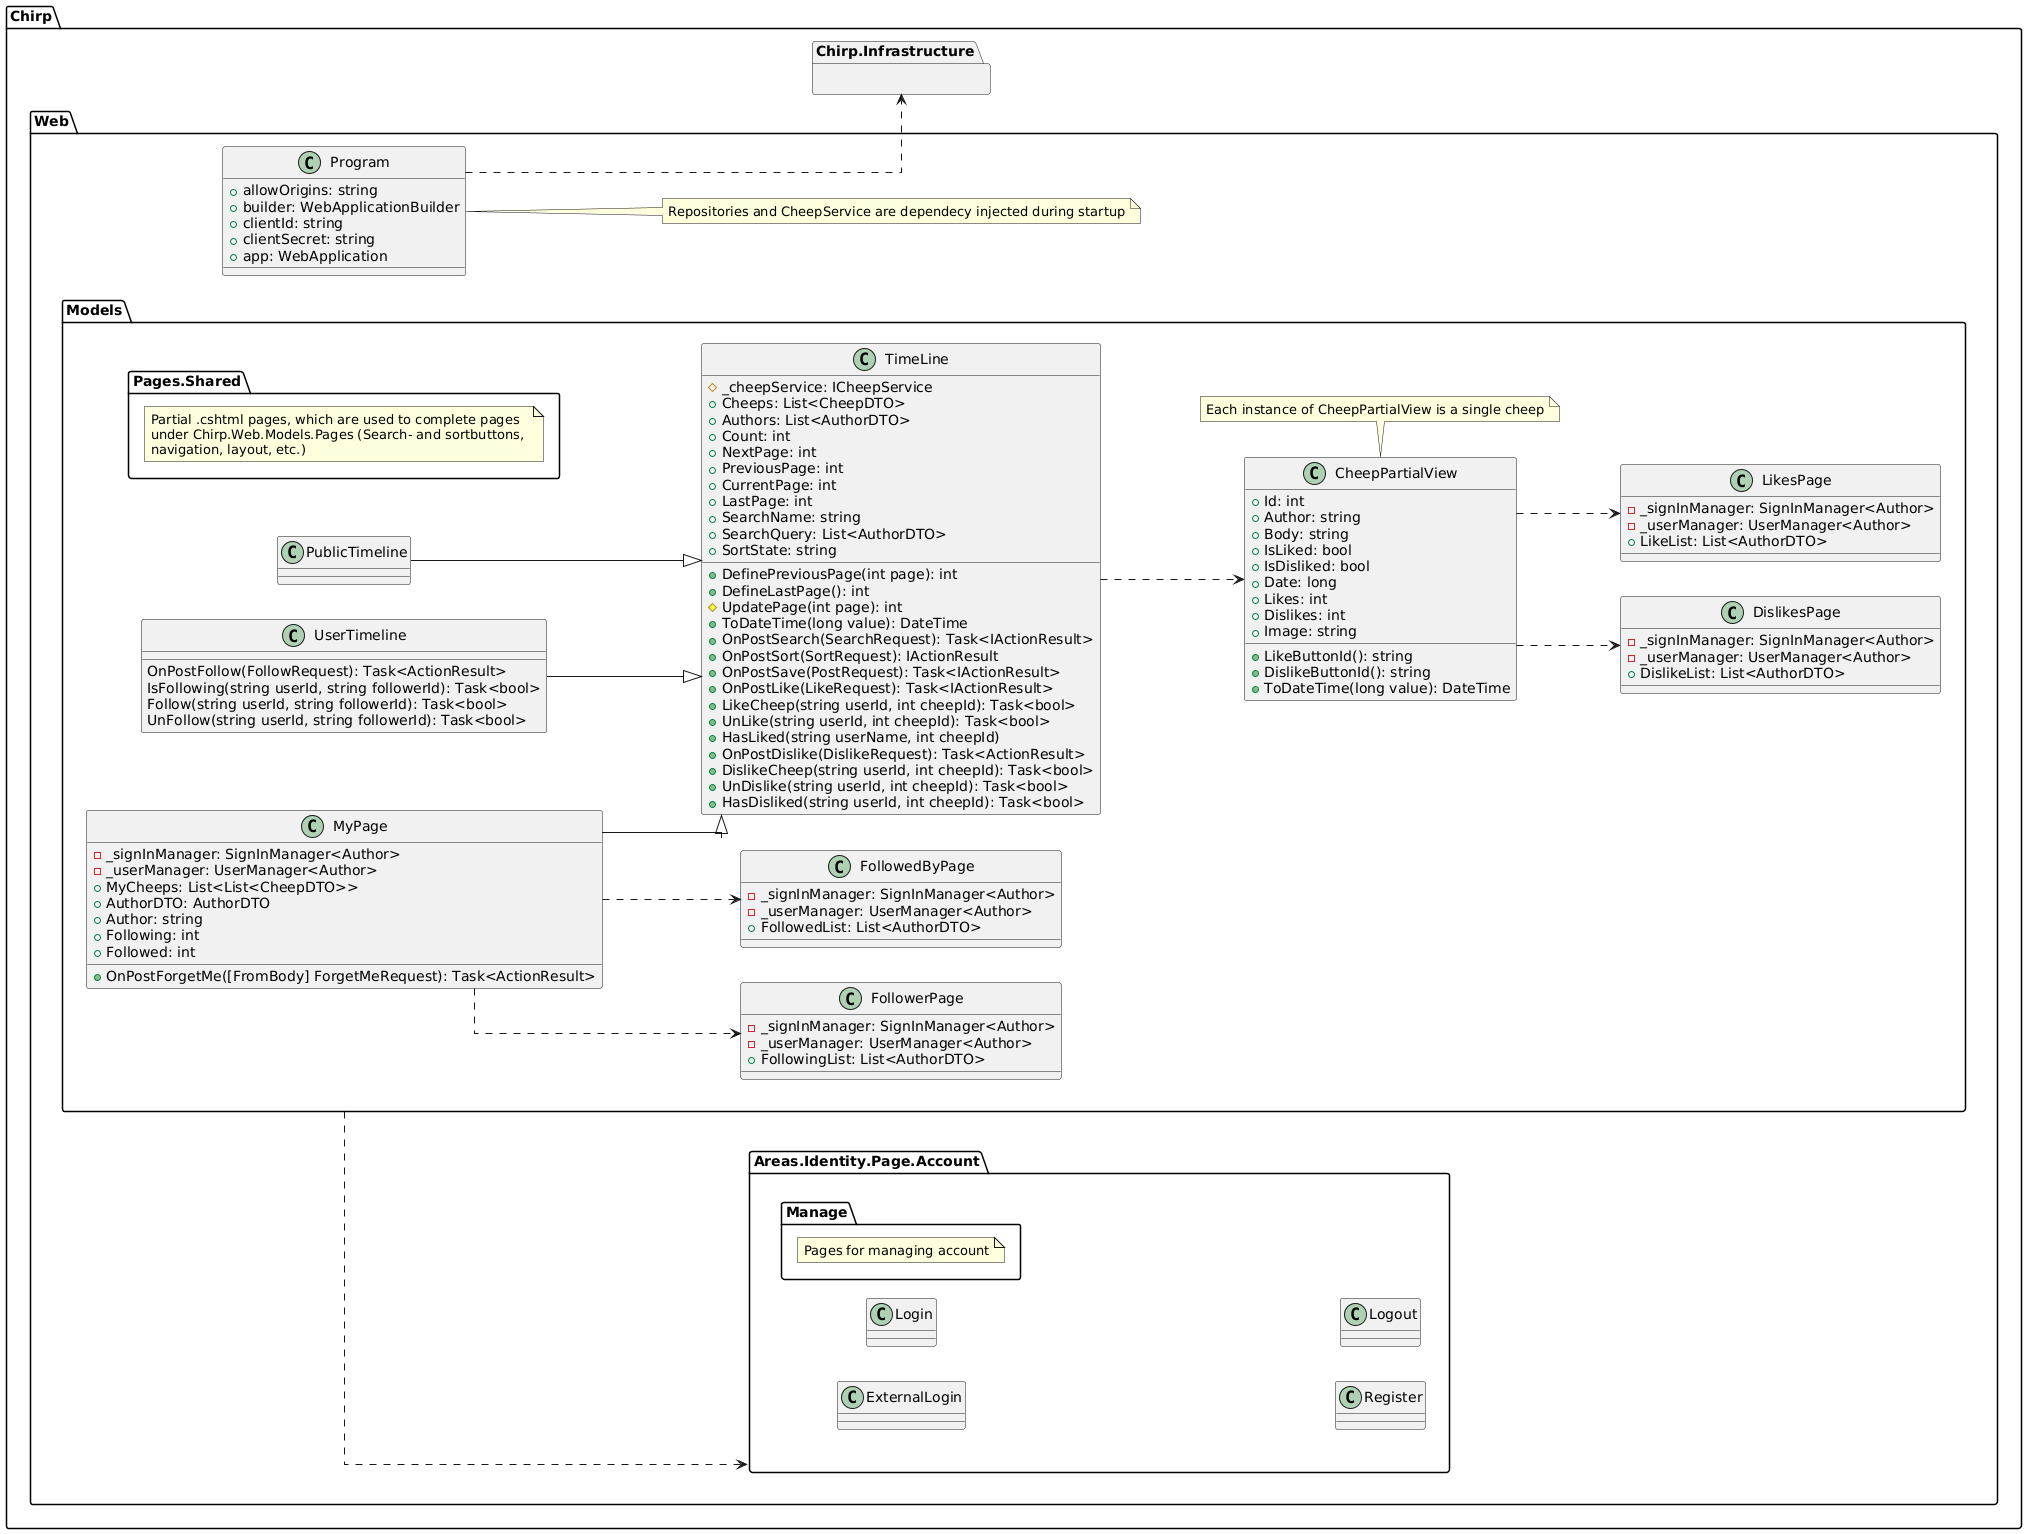 Chirp
Chirp.Infrastructure
Web
C Program
allowOrigins: string
builder: WebApplicationBuilder
clientId: string
clientSecret: string
app: WebApplication
Repositories and CheepService are dependecy injected during startup
Models
Pages.Shared
Partial .cshtml pages, which are used to complete pages
under Chirp.Web.Models.Pages (Search- and sortbuttons,
navigation, layout, etc.)
C TimeLine
_cheepService: ICheepService
Cheeps: List<CheepDTO>
Authors: List<AuthorDTO>
Count: int
NextPage: int
PreviousPage: int
CurrentPage: int
LastPage: int
SearchName: string
SearchQuery: List<AuthorDTO>
SortState: string
DefinePreviousPage(int page): int
DefineLastPage(): int
UpdatePage(int page): int
ToDateTime(long value): DateTime
OnPostSearch(SearchRequest): Task<IActionResult>
OnPostSort(SortRequest): IActionResult
OnPostSave(PostRequest): Task<IActionResult>
OnPostLike(LikeRequest): Task<IActionResult>
LikeCheep(string userId, int cheepId): Task<bool>
UnLike(string userId, int cheepId): Task<bool>
HasLiked(string userName, int cheepId)
OnPostDislike(DislikeRequest): Task<ActionResult>
DislikeCheep(string userId, int cheepId): Task<bool>
UnDislike(string userId, int cheepId): Task<bool>
HasDisliked(string userId, int cheepId): Task<bool>
Each instance of CheepPartialView is a single cheep
C CheepPartialView
Id: int
Author: string
Body: string
IsLiked: bool
IsDisliked: bool
Date: long
Likes: int
Dislikes: int
Image: string
LikeButtonId(): string
DislikeButtonId(): string
ToDateTime(long value): DateTime
C LikesPage
_signInManager: SignInManager<Author>
_userManager: UserManager<Author>
LikeList: List<AuthorDTO>
C DislikesPage
_signInManager: SignInManager<Author>
_userManager: UserManager<Author>
DislikeList: List<AuthorDTO>
C PublicTimeline
C UserTimeline
OnPostFollow(FollowRequest): Task<ActionResult>
IsFollowing(string userId, string followerId): Task<bool>
Follow(string userId, string followerId): Task<bool>
UnFollow(string userId, string followerId): Task<bool>
C MyPage
_signInManager: SignInManager<Author>
_userManager: UserManager<Author>
MyCheeps: List<List<CheepDTO>>
AuthorDTO: AuthorDTO
Author: string
Following: int
Followed: int
OnPostForgetMe([FromBody] ForgetMeRequest): Task<ActionResult>
C FollowedByPage
_signInManager: SignInManager<Author>
_userManager: UserManager<Author>
FollowedList: List<AuthorDTO>
C FollowerPage
_signInManager: SignInManager<Author>
_userManager: UserManager<Author>
FollowingList: List<AuthorDTO>
Areas.Identity.Page.Account
Manage
Pages for managing account
C Login
C Logout
C ExternalLogin
C Register